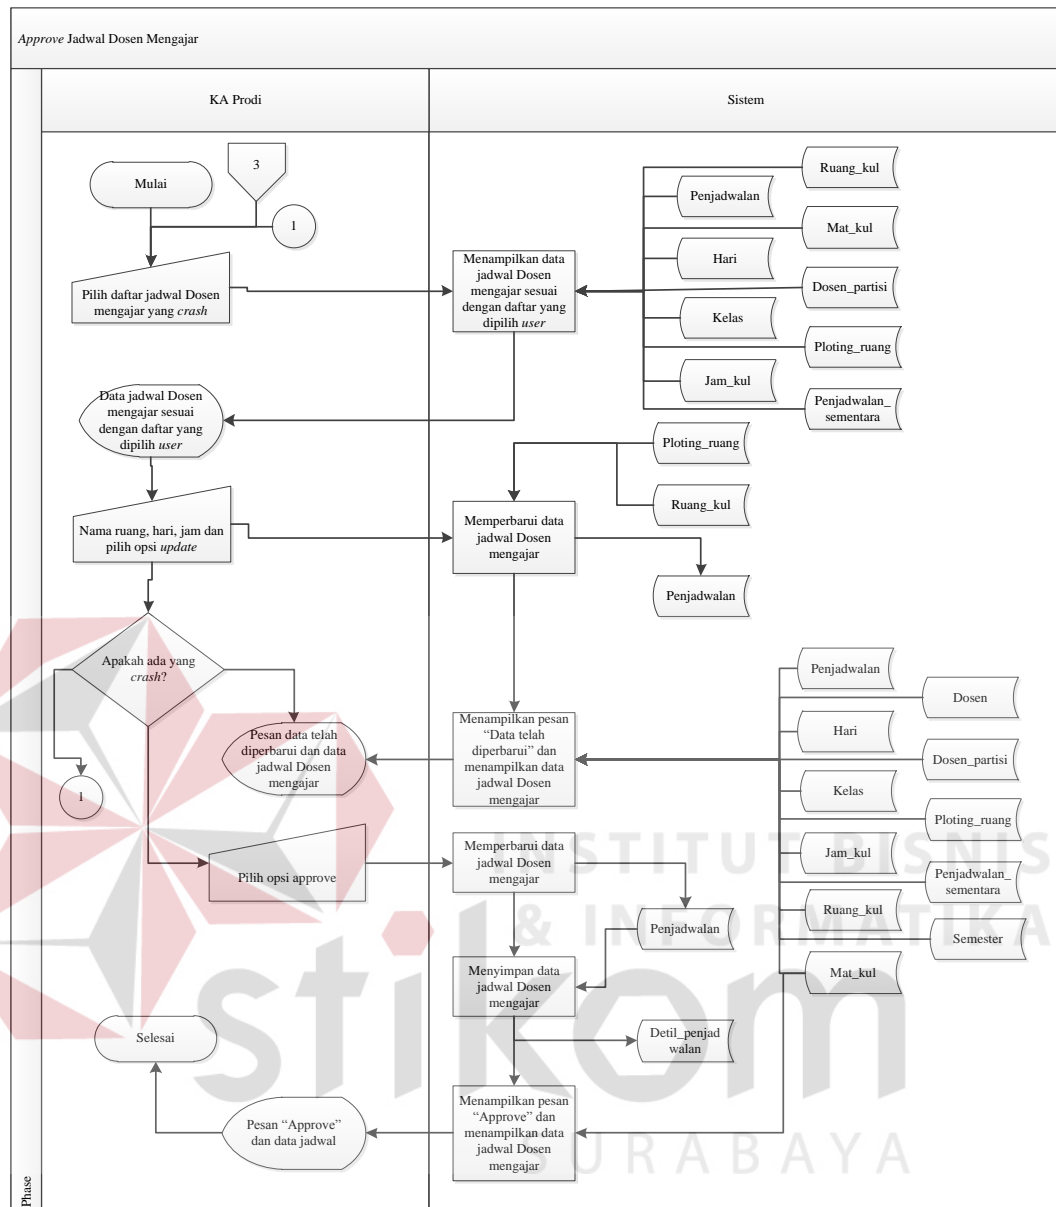 Approve Jadwal Dosen Mengajar
KA Prodi
Sistem
Mulai
3
1
Pilih daftar jadwal Dosen
mengajar yang crash
Menampilkan data
jadwal Dosen
mengajar sesuai
dengan daftar yang
dipilih user
Ruang_kul
Penjadwalan
Mat_kul
Hari
Dosen_partisi
Kelas
Ploting_ruang
Jam_kul
Penjadwalan_
sementara
Data jadwal Dosen
mengajar sesuai
dengan daftar yang
dipilih user
Ploting_ruang
Ruang_kul
Nama ruang, hari, jam dan
pilih opsi update
Memperbarui data
jadwal Dosen
mengajar
Penjadwalan
Apakah ada yang
crash?
1
Pesan data telah
diperbarui dan data
jadwal Dosen
mengajar
Menampilkan pesan
“Data telah
diperbarui” dan
menampilkan data
jadwal Dosen
mengajar
Penjadwalan
Dosen
Hari
Dosen_partisi
Kelas
Ploting_ruang
Jam_kul
Penjadwalan_
sementara
Ruang_kul
Semester
Mat_kul
Pilih opsi approve
Memperbarui data
jadwal Dosen
mengajar
Penjadwalan
Menyimpan data
jadwal Dosen
mengajar
Detil_penjad
walan
Selesai
Pesan “Approve”
dan data jadwal
Menampilkan pesan
“Approve” dan
menampilkan data
jadwal Dosen
mengajar
Phase
INSTITUT BISNIS
& INFORMATIKA
stikom
SURABAYA